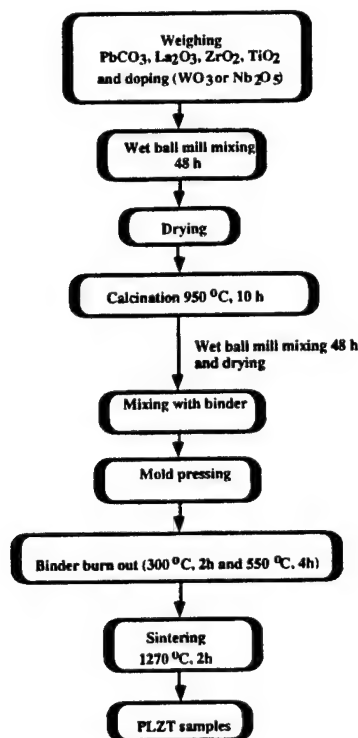 Weighing
PbCO3, La2O3, ZrO2, TiO2
and doping (WO3 or Nb2O5)
Wet ball mill mixing
48 h
Drying
Calcination 950 °C, 10 h
Wet ball mill mixing 48 h
and drying
Mixing with binder
Mold pressing
Binder burn out (300 °C, 2h and 550 °C, 4h)
Sintering
1270 °C, 2h
PLZT samples